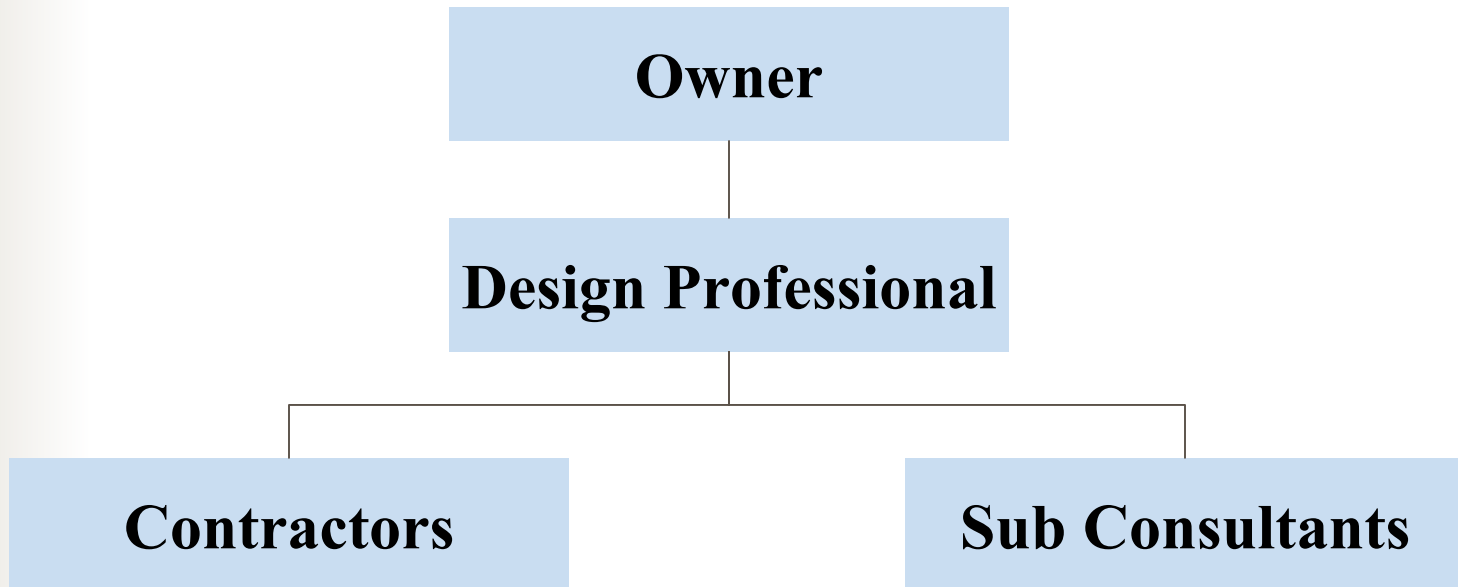 Owner
Design Professional
Contractors
Sub Consultants